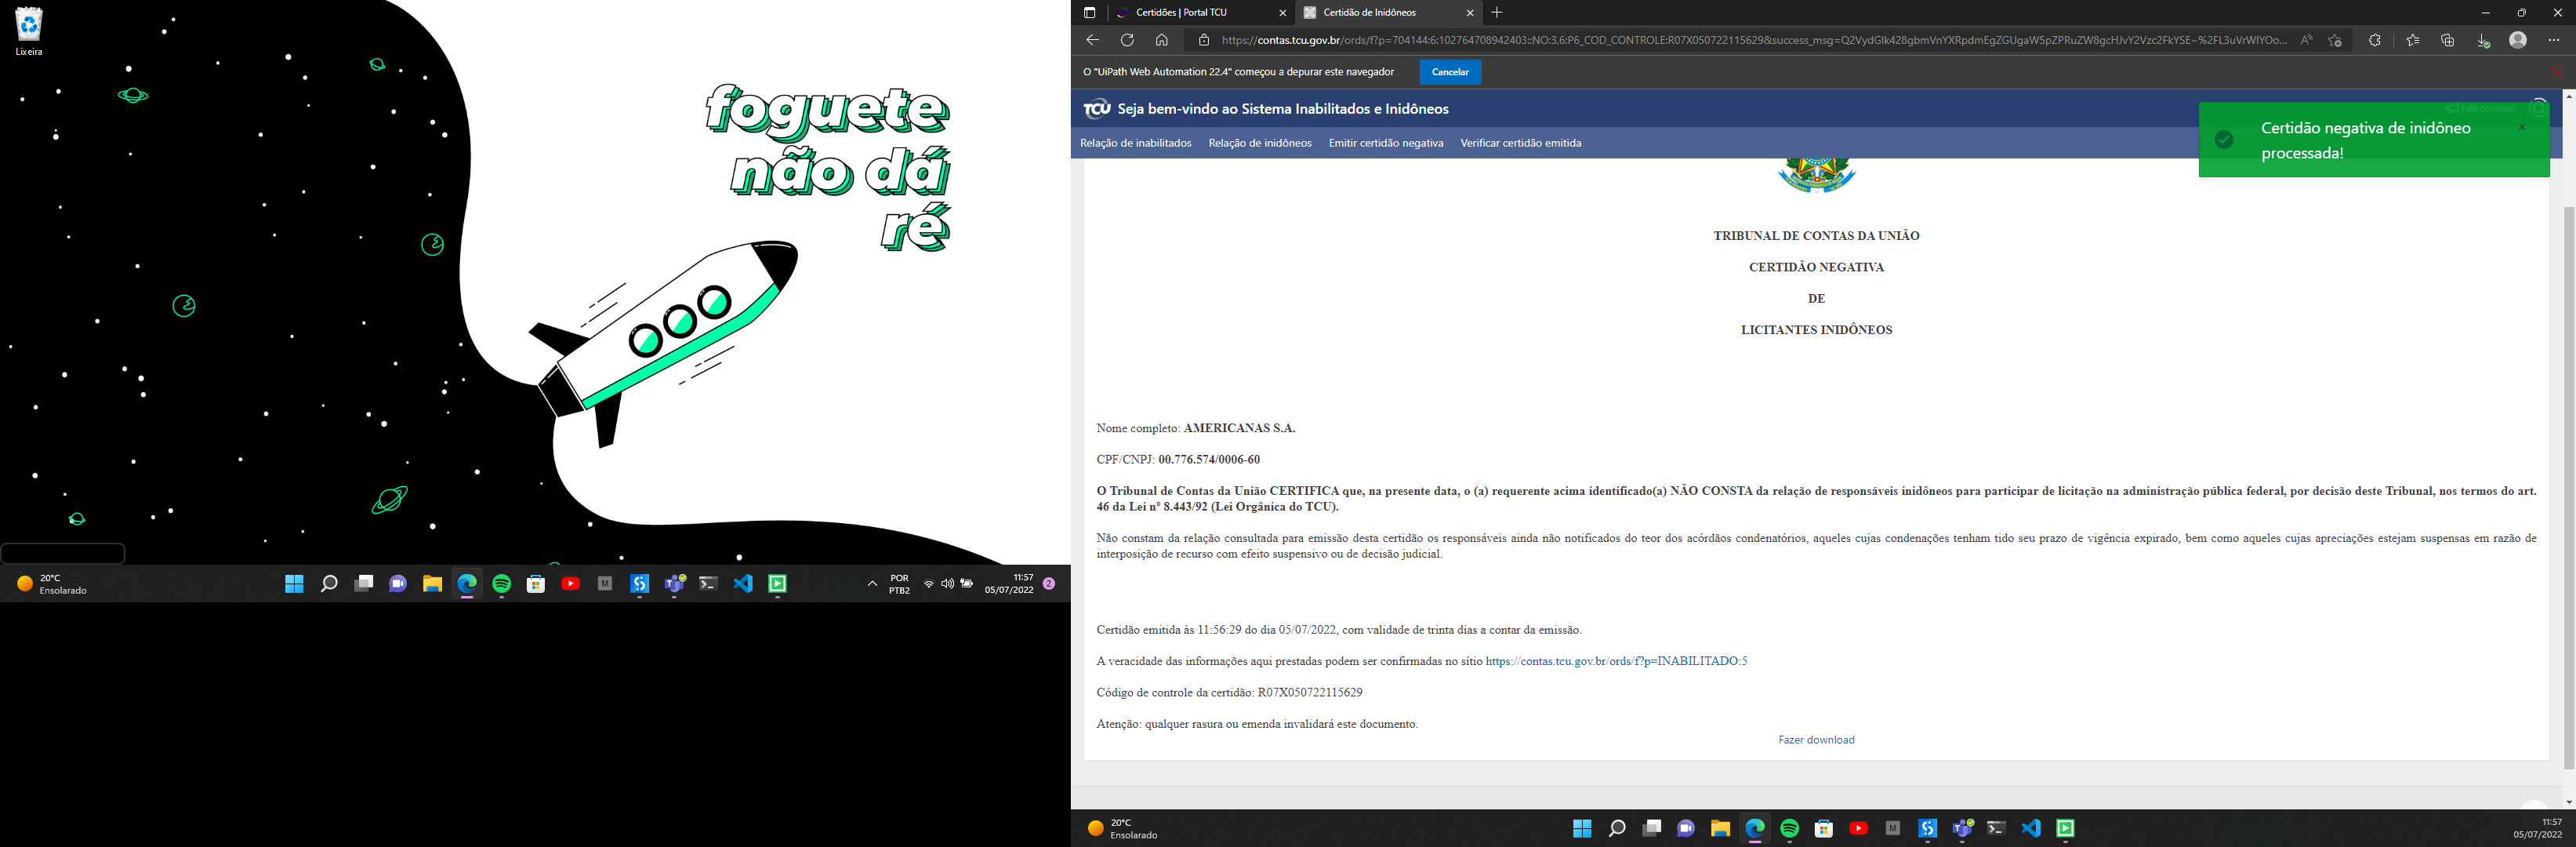 Lixeira
foguete
não dá
ré
20°C
Ensolarado
POR
PTB2
11:57
05/07/2022
2
Certidões | Portal TCU
Certidão de Inidôneos
https://contas.tcu.gov.br/ords/f?p=704144:6:102764708942403::NO:3,6:P6_COD_CONTROLE:R07X050722115629&success_msg=Q2VydGlk428gbmVnYXRpdmEgZGUgaW5pZPRuZW8gcHJvY2Vzc2FkYSE~%2FL3uVrWlYOo...
O "UiPath Web Automation 22.4" começou a depurar este navegador
Cancelar
TCU Seja bem-vindo ao Sistema Inabilitados e Inidôneos
Fale conosco
Relação de inabilitados Relação de inidôneos Emitir certidão negativa Verificar certidão emitida
Certidão negativa de inidôneo
processada!
TRIBUNAL DE CONTAS DA UNIÃO
CERTIDÃO NEGATIVA
DE
LICITANTES INIDÔNEOS
Nome completo: AMERICANAS S.A.
CPF/CNPJ: 00.776.574/0006-60
O Tribunal de Contas da União CERTIFICA que, na presente data, o (a) requerente acima identificado(a) NÃO CONSTA da relação de responsáveis inidôneos para participar de licitação na administração pública federal, por decisão deste Tribunal, nos termos do art.
46 da Lei nº 8.443/92 (Lei Orgânica do TCU).
Não constam da relação consultada para emissão desta certidão os responsáveis ainda não notificados do teor dos acórdãos condenatórios, aqueles cujas condenações tenham tido seu prazo de vigência expirado, bem como aqueles cujas apreciações estejam suspensas em razão de
interposição de recurso com efeito suspensivo ou de decisão judicial.
Certidão emitida às 11:56:29 do dia 05/07/2022, com validade de trinta dias a contar da emissão.
A veracidade das informações aqui prestadas podem ser confirmadas no sítio https://contas.tcu.gov.br/ords/f?p=INABILITADO:5
Código de controle da certidão: R07X050722115629
Atenção: qualquer rasura ou emenda invalidará este documento.
Fazer download
20°C
Ensolarado
11:57
05/07/2022